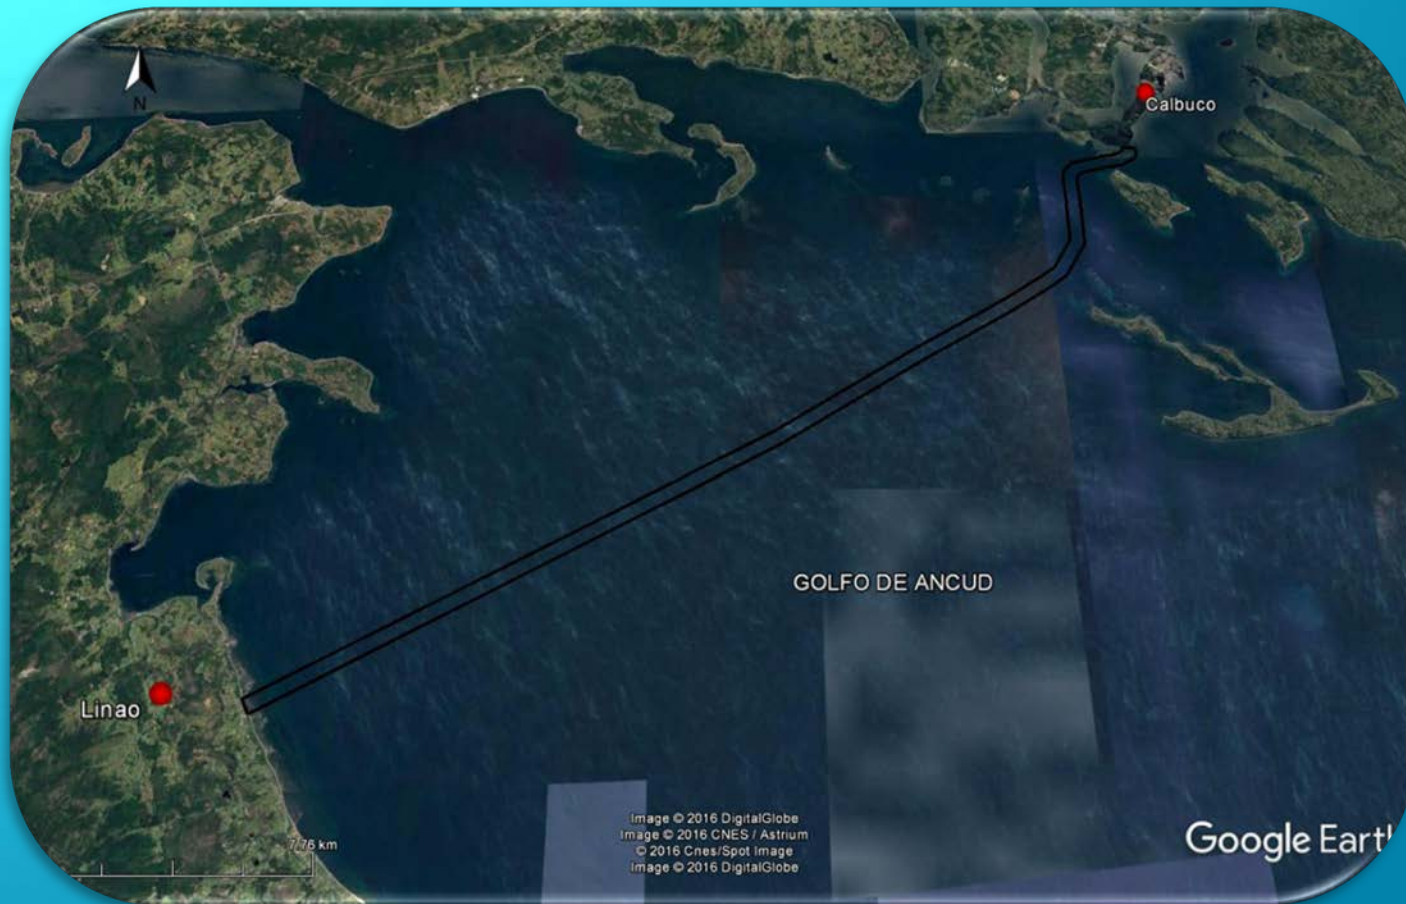 N
Calbuco
GOLFO DE ANCUD
Linao
7,76 km
Image © 2016 DigitalGlobe
Image © 2016 CNES / Astrium
© 2016 Cnes/Spot Image
Image © 2016 DigitalGlobe
Google Earth